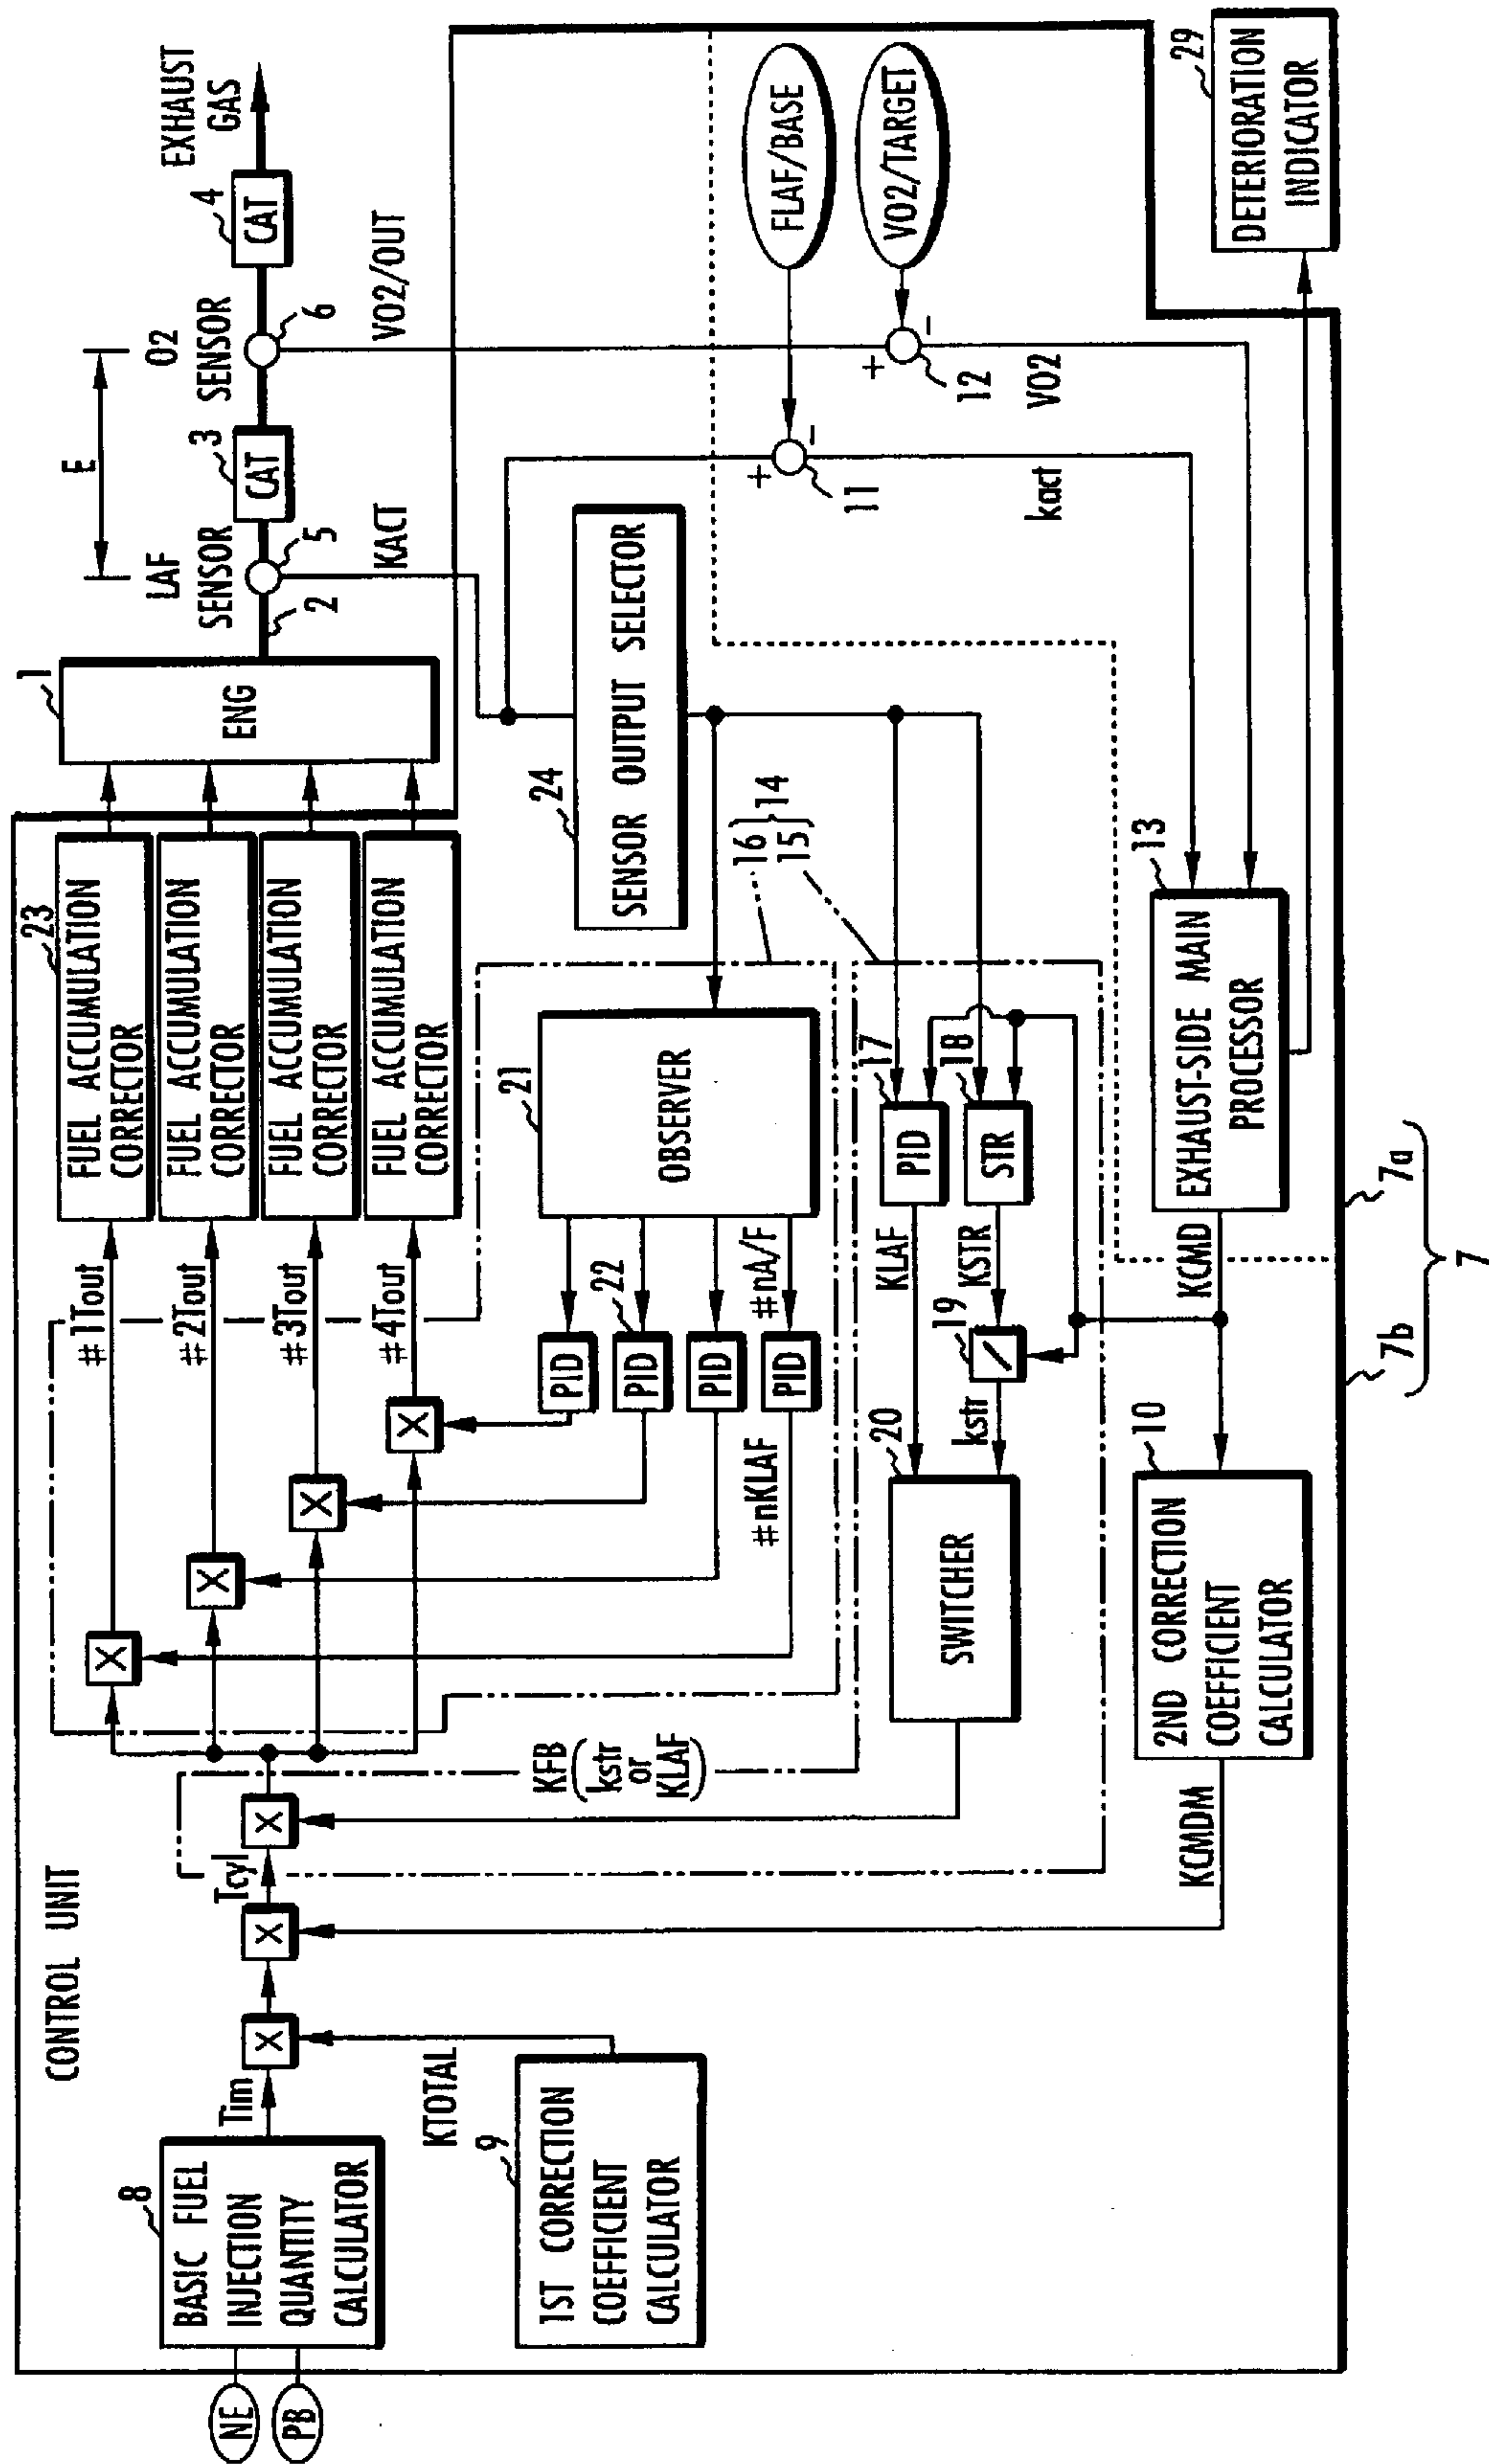 CONTROL UNIT
NE
PB
8
BASIC FUEL
INJECTION
QUANTITY
CALCULATOR
Tim
9
1ST CORRECTION
COEFFICIENT
CALCULATOR
KTOTAL
X
X
Tcyl
X
KFB (kstr
or
KLAF)
KCMDM
10
2ND CORRECTION
COEFFICIENT
CALCULATOR
X
X
X
X
#1Tout
#2Tout
#3Tout
#4Tout
23
FUEL ACCUMULATION
CORRECTOR
FUEL ACCUMULATION
CORRECTOR
FUEL ACCUMULATION
CORRECTOR
FUEL ACCUMULATION
CORRECTOR
1
ENG
2
LAF
SENSOR
5
KACT
E
3
CAT
O2
SENSOR
6
VO2/OUT
4
CAT
EXHAUST
GAS
PID
PID
22
PID
PID
#nKLAF
#nA/F
21
OBSERVER
24
SENSOR OUTPUT SELECTOR
16
15
14
20
SWITCHER
KLAF
kstr
19
KSTR
17
PID
18
STR
FLAF/BASE
VO2/TARGET
+
−
11
kact
+
−
12
VO2
13
EXHAUST-SIDE MAIN
PROCESSOR
KCMD
29
DETERIORATION
INDICATOR
7b
7a
7